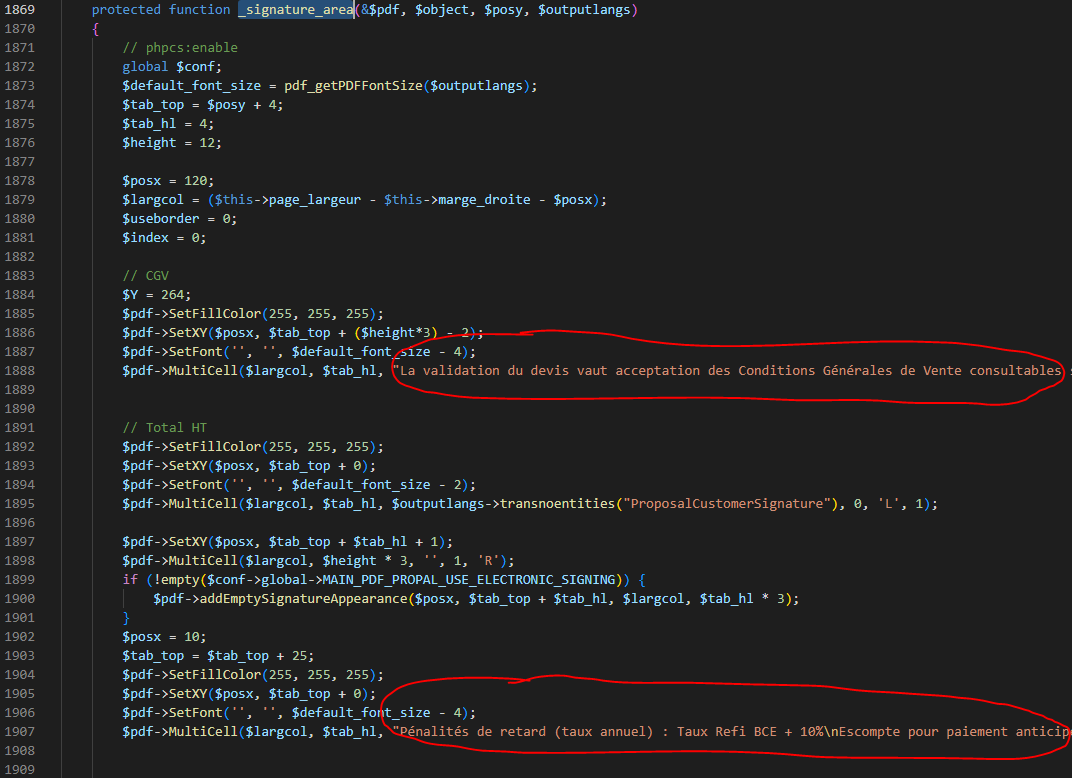 1869 protected function _signature_area(&$pdf, $object, $posy, $outputlangs)
1870 {
1871 // phpcs:enable
1872 global $conf;
1873 $default_font_size = pdf_getPDFFontSize($outputlangs);
1874 $tab_top = $posy + 4;
1875 $tab_hl = 4;
1876 $height = 12;
1877
1878 $posx = 120;
1879 $largcol = ($this->page_largeur - $this->marge_droite - $posx);
1880 $useborder = 0;
1881 $index = 0;
1882
1883 // CGV
1884 $Y = 264;
1885 $pdf->SetFillColor(255, 255, 255);
1886 $pdf->SetXY($posx, $tab_top + ($height*3) - 2);
1887 $pdf->SetFont('', '', $default_font_size - 4);
1888 $pdf->MultiCell($largcol, $tab_hl, "La validation du devis vaut acceptation des Conditions Générales de Vente consultables
1889
1890
1891 // Total HT
1892 $pdf->SetFillColor(255, 255, 255);
1893 $pdf->SetXY($posx, $tab_top + 0);
1894 $pdf->SetFont('', '', $default_font_size - 2);
1895 $pdf->MultiCell($largcol, $tab_hl, $outputlangs->transnoentities("ProposalCustomerSignature"), 0, 'L', 1);
1896
1897 $pdf->SetXY($posx, $tab_top + $tab_hl + 1);
1898 $pdf->MultiCell($largcol, $height * 3, '', 1, 'R');
1899 if (!empty($conf->global->MAIN_PDF_PROPAL_USE_ELECTRONIC_SIGNING)) {
1900 $pdf->addEmptySignatureAppearance($posx, $tab_top + $tab_hl, $largcol, $tab_hl * 3);
1901 }
1902 $posx = 10;
1903 $tab_top = $tab_top + 25;
1904 $pdf->SetFillColor(255, 255, 255);
1905 $pdf->SetXY($posx, $tab_top + 0);
1906 $pdf->SetFont('', '', $default_font_size - 4);
1907 $pdf->MultiCell($largcol, $tab_hl, "Pénalités de retard (taux annuel) : Taux Refi BCE + 10%\nEscompte pour paiement anticip
1908
1909